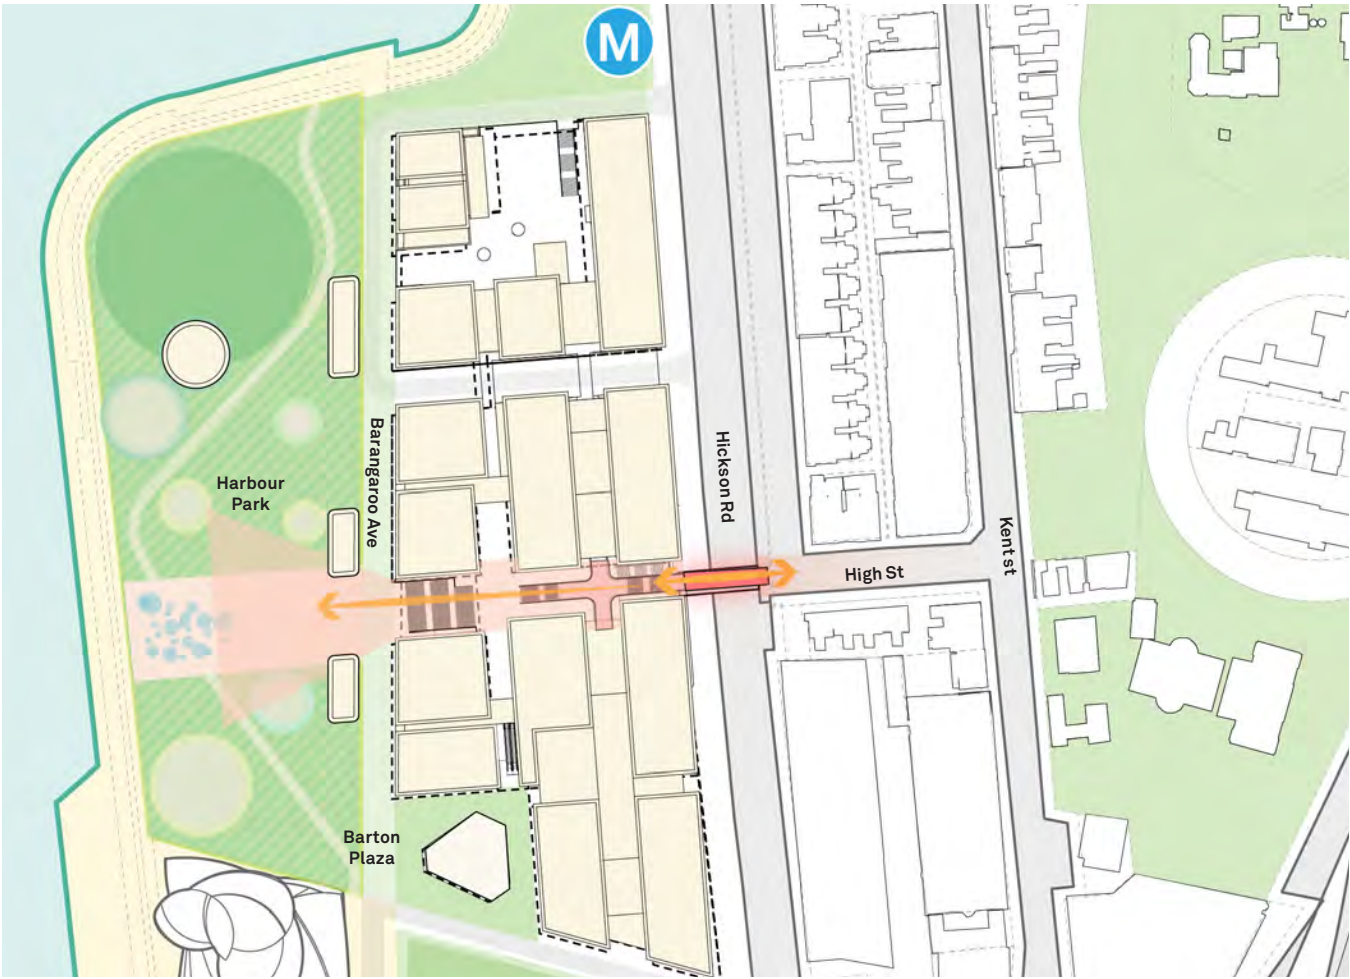 M
Harbour
Park
Barangaroo Ave
Hickson Rd
Kent st
High St
Barton
Plaza